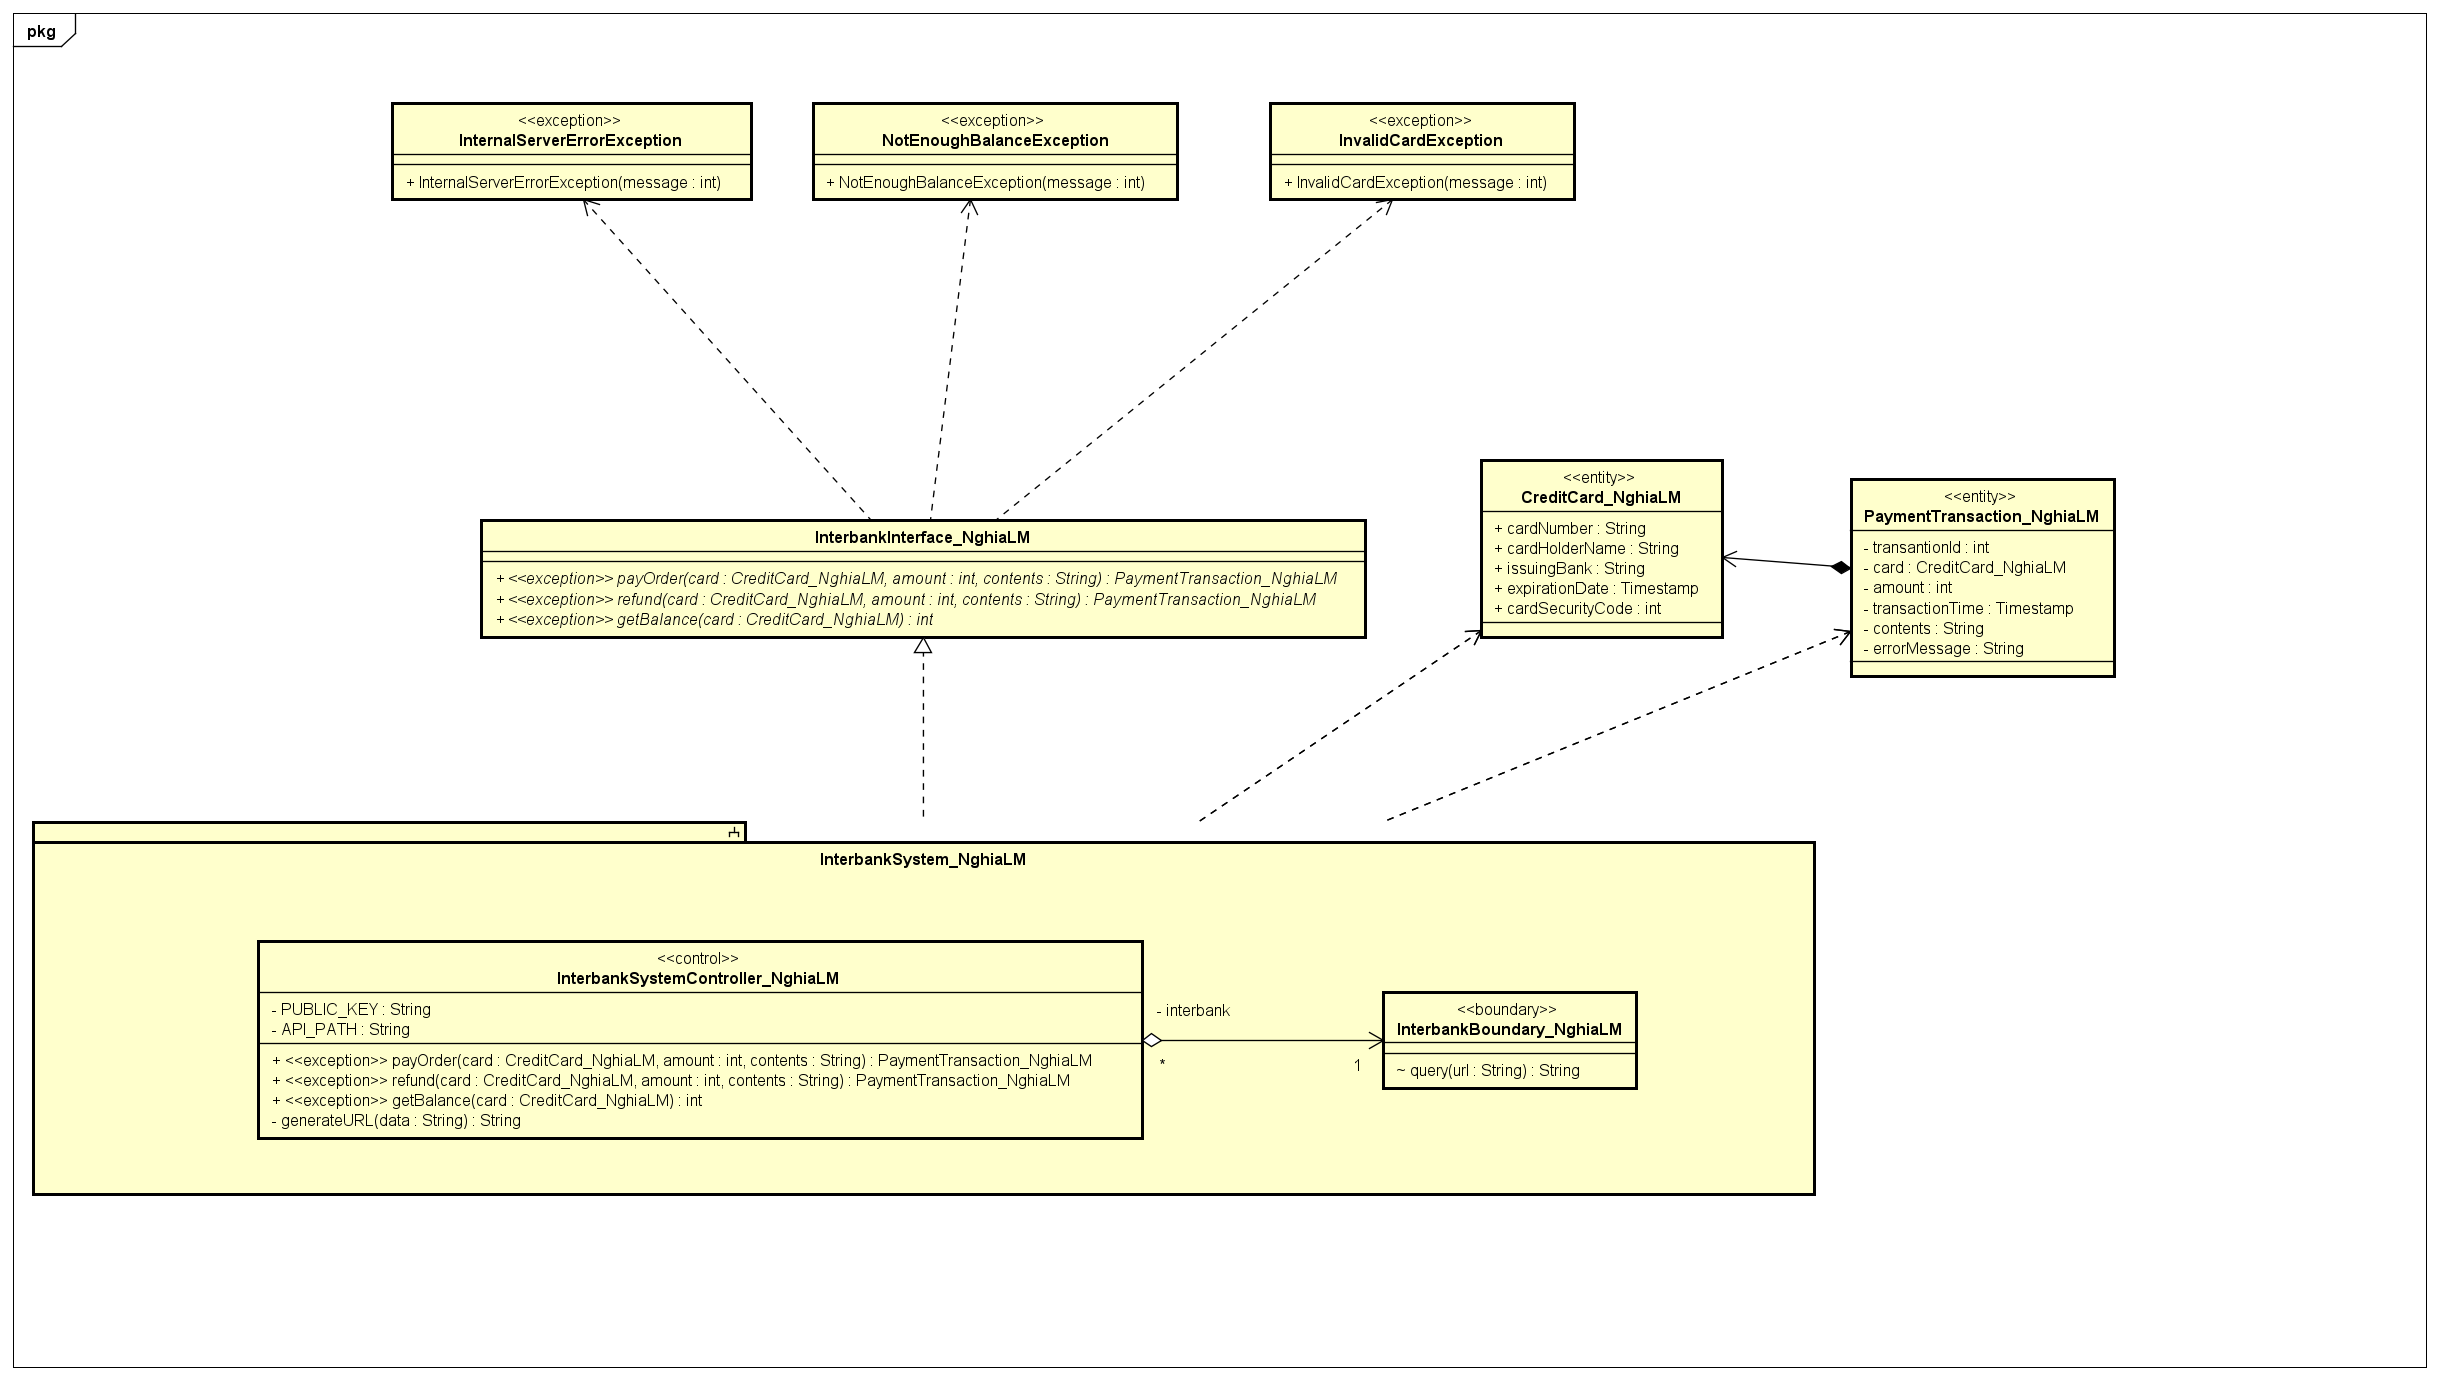 pkg
<<exception>>
InternalServerErrorException
+ InternalServerErrorException(message : int)
<<exception>>
NotEnoughBalanceException
+ NotEnoughBalanceException(message : int)
<<exception>>
InvalidCardException
+ InvalidCardException(message : int)
InterbankInterface_NghiaLM
+ <<exception>> payOrder(card : CreditCard_NghiaLM, amount : int, contents : String) : PaymentTransaction_NghiaLM
+ <<exception>> refund(card : CreditCard_NghiaLM, amount : int, contents : String) : PaymentTransaction_NghiaLM
+ <<exception>> getBalance(card : CreditCard_NghiaLM) : int
<<entity>>
CreditCard_NghiaLM
+ cardNumber : String
+ cardHolderName : String
+ issuingBank : String
+ expirationDate : Timestamp
+ cardSecurityCode : int
<<entity>>
PaymentTransaction_NghiaLM
- transantionId : int
- card : CreditCard_NghiaLM
- amount : int
- transactionTime : Timestamp
- contents : String
- errorMessage : String
InterbankSystem_NghiaLM
<<control>>
InterbankSystemController_NghiaLM
- PUBLIC_KEY : String
- API_PATH : String
+ <<exception>> payOrder(card : CreditCard_NghiaLM, amount : int, contents : String) : PaymentTransaction_NghiaLM
+ <<exception>> refund(card : CreditCard_NghiaLM, amount : int, contents : String) : PaymentTransaction_NghiaLM
+ <<exception>> getBalance(card : CreditCard_NghiaLM) : int
- generateURL(data : String) : String
- interbank
* 1
<<boundary>>
InterbankBoundary_NghiaLM
~ query(url : String) : String